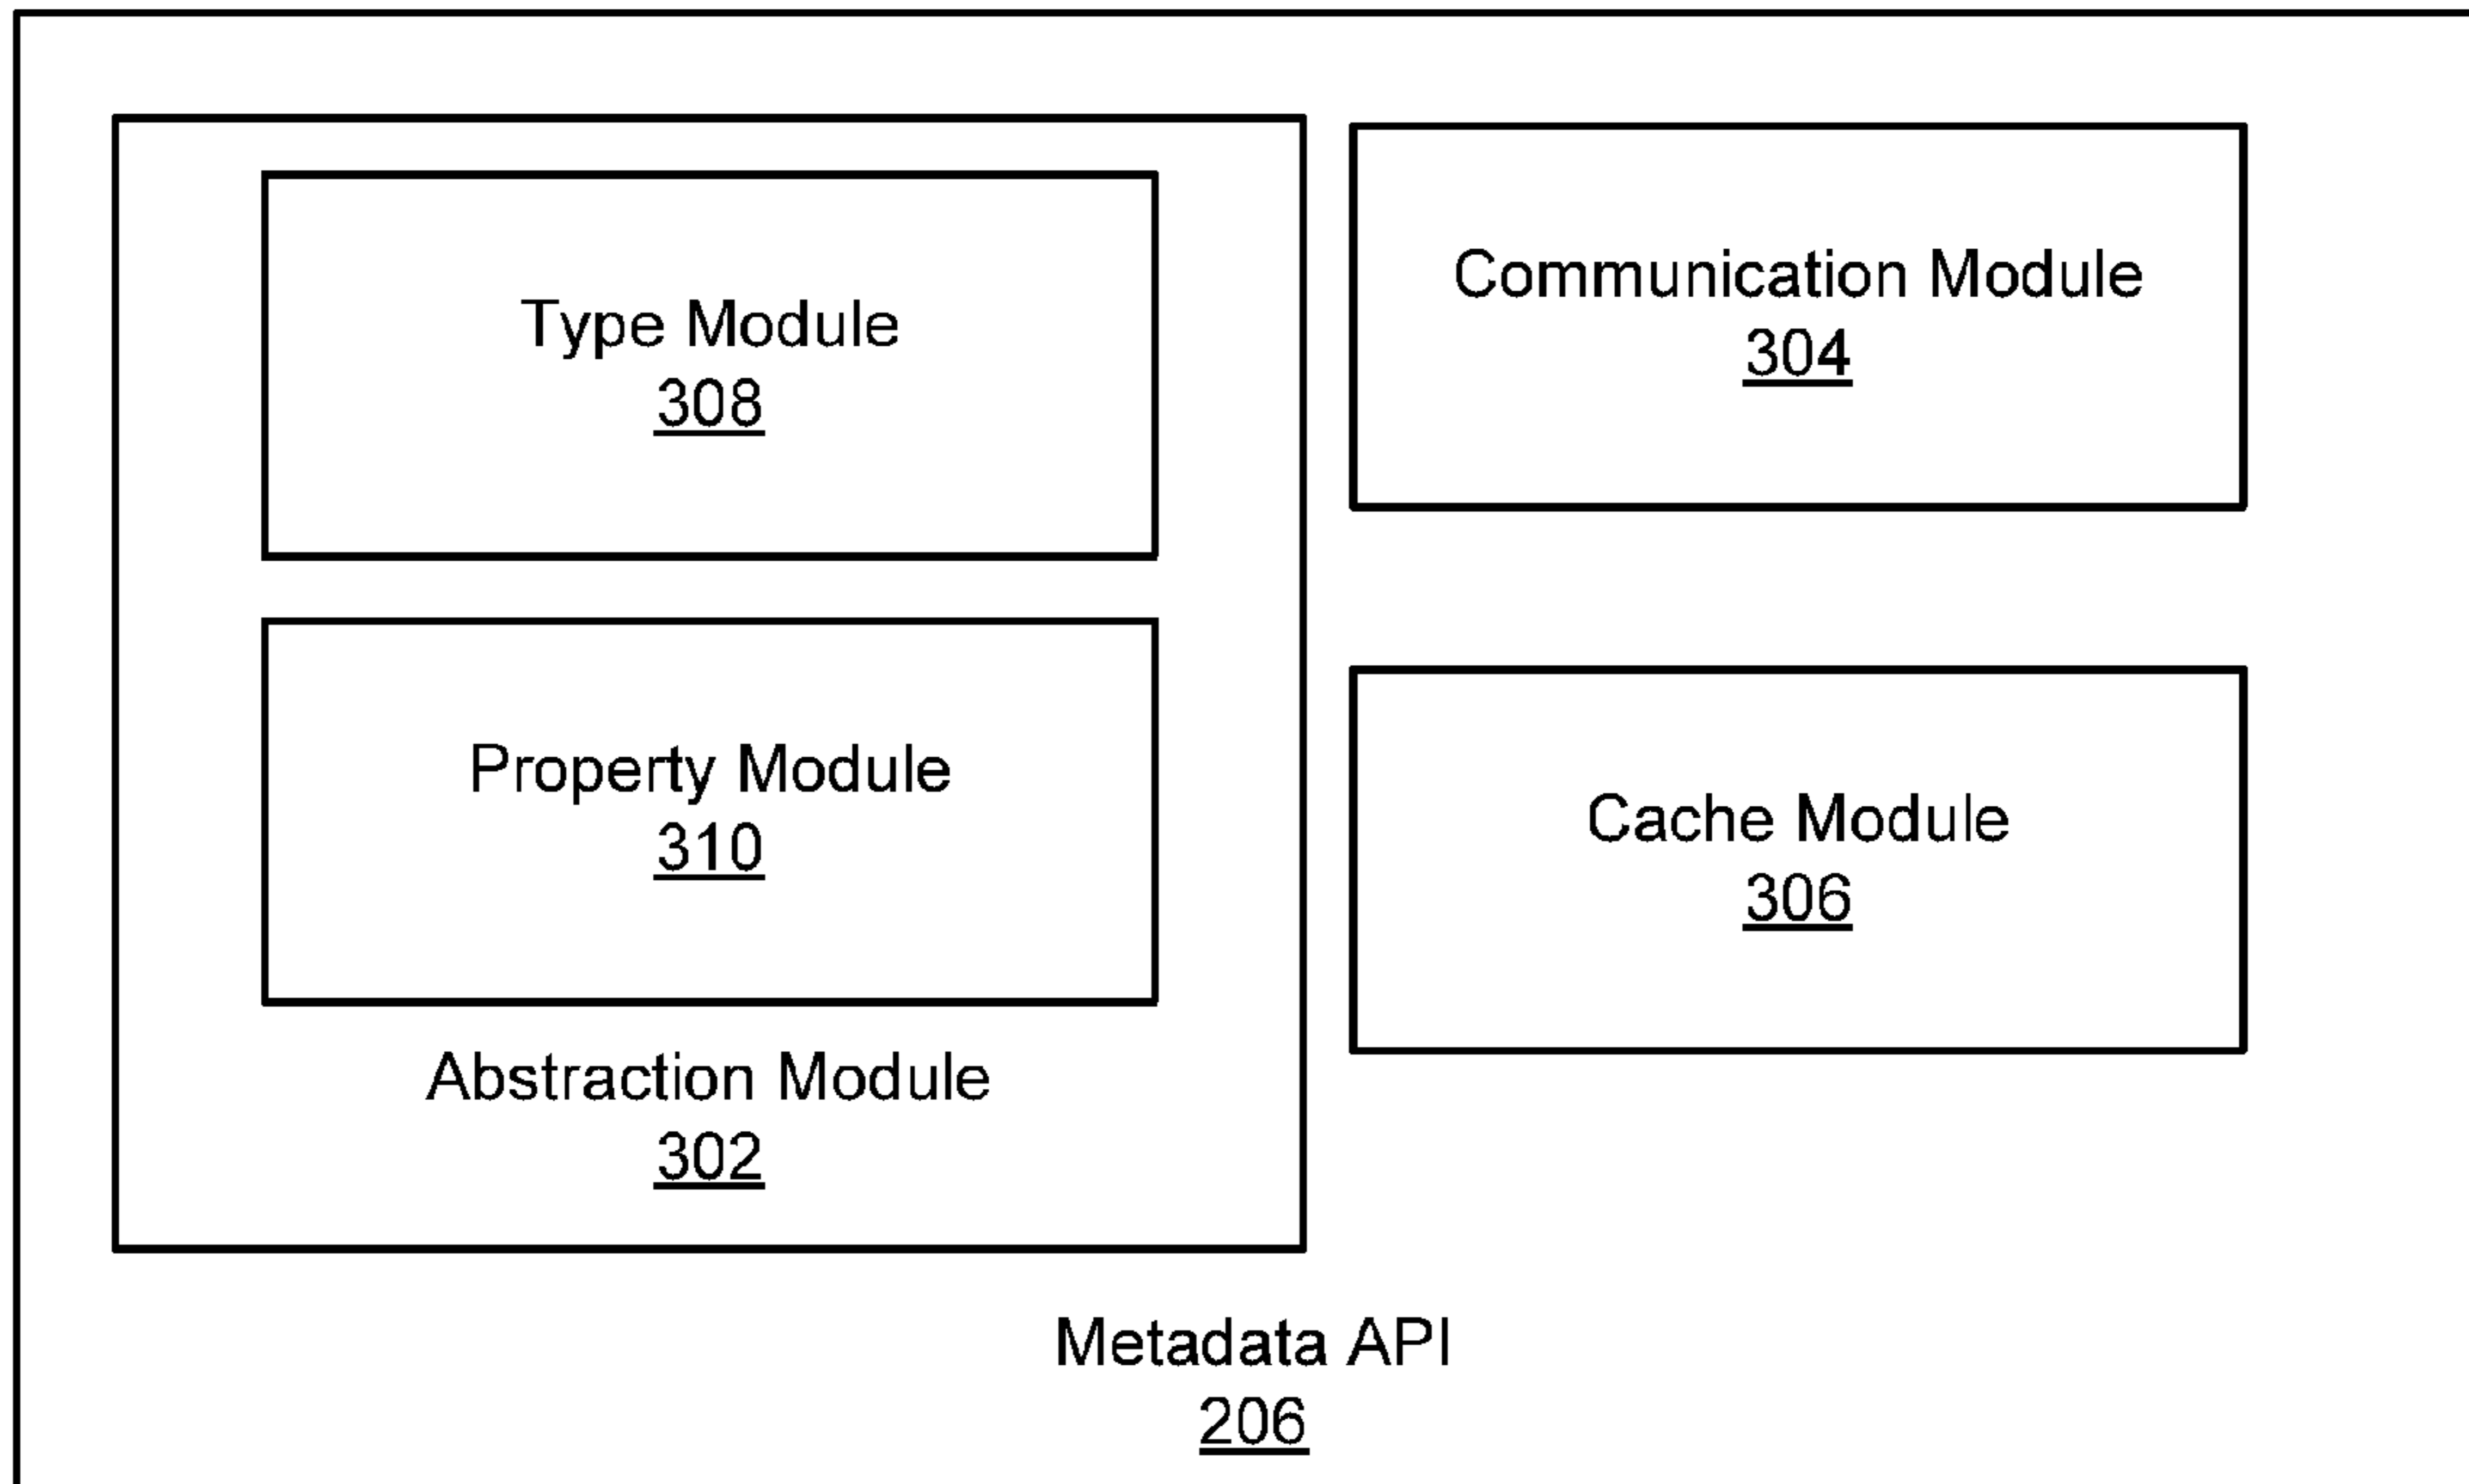 Type Module
308
Property Module
310
Abstraction Module
302
Communication Module
304
Cache Module
306
Metadata API
206